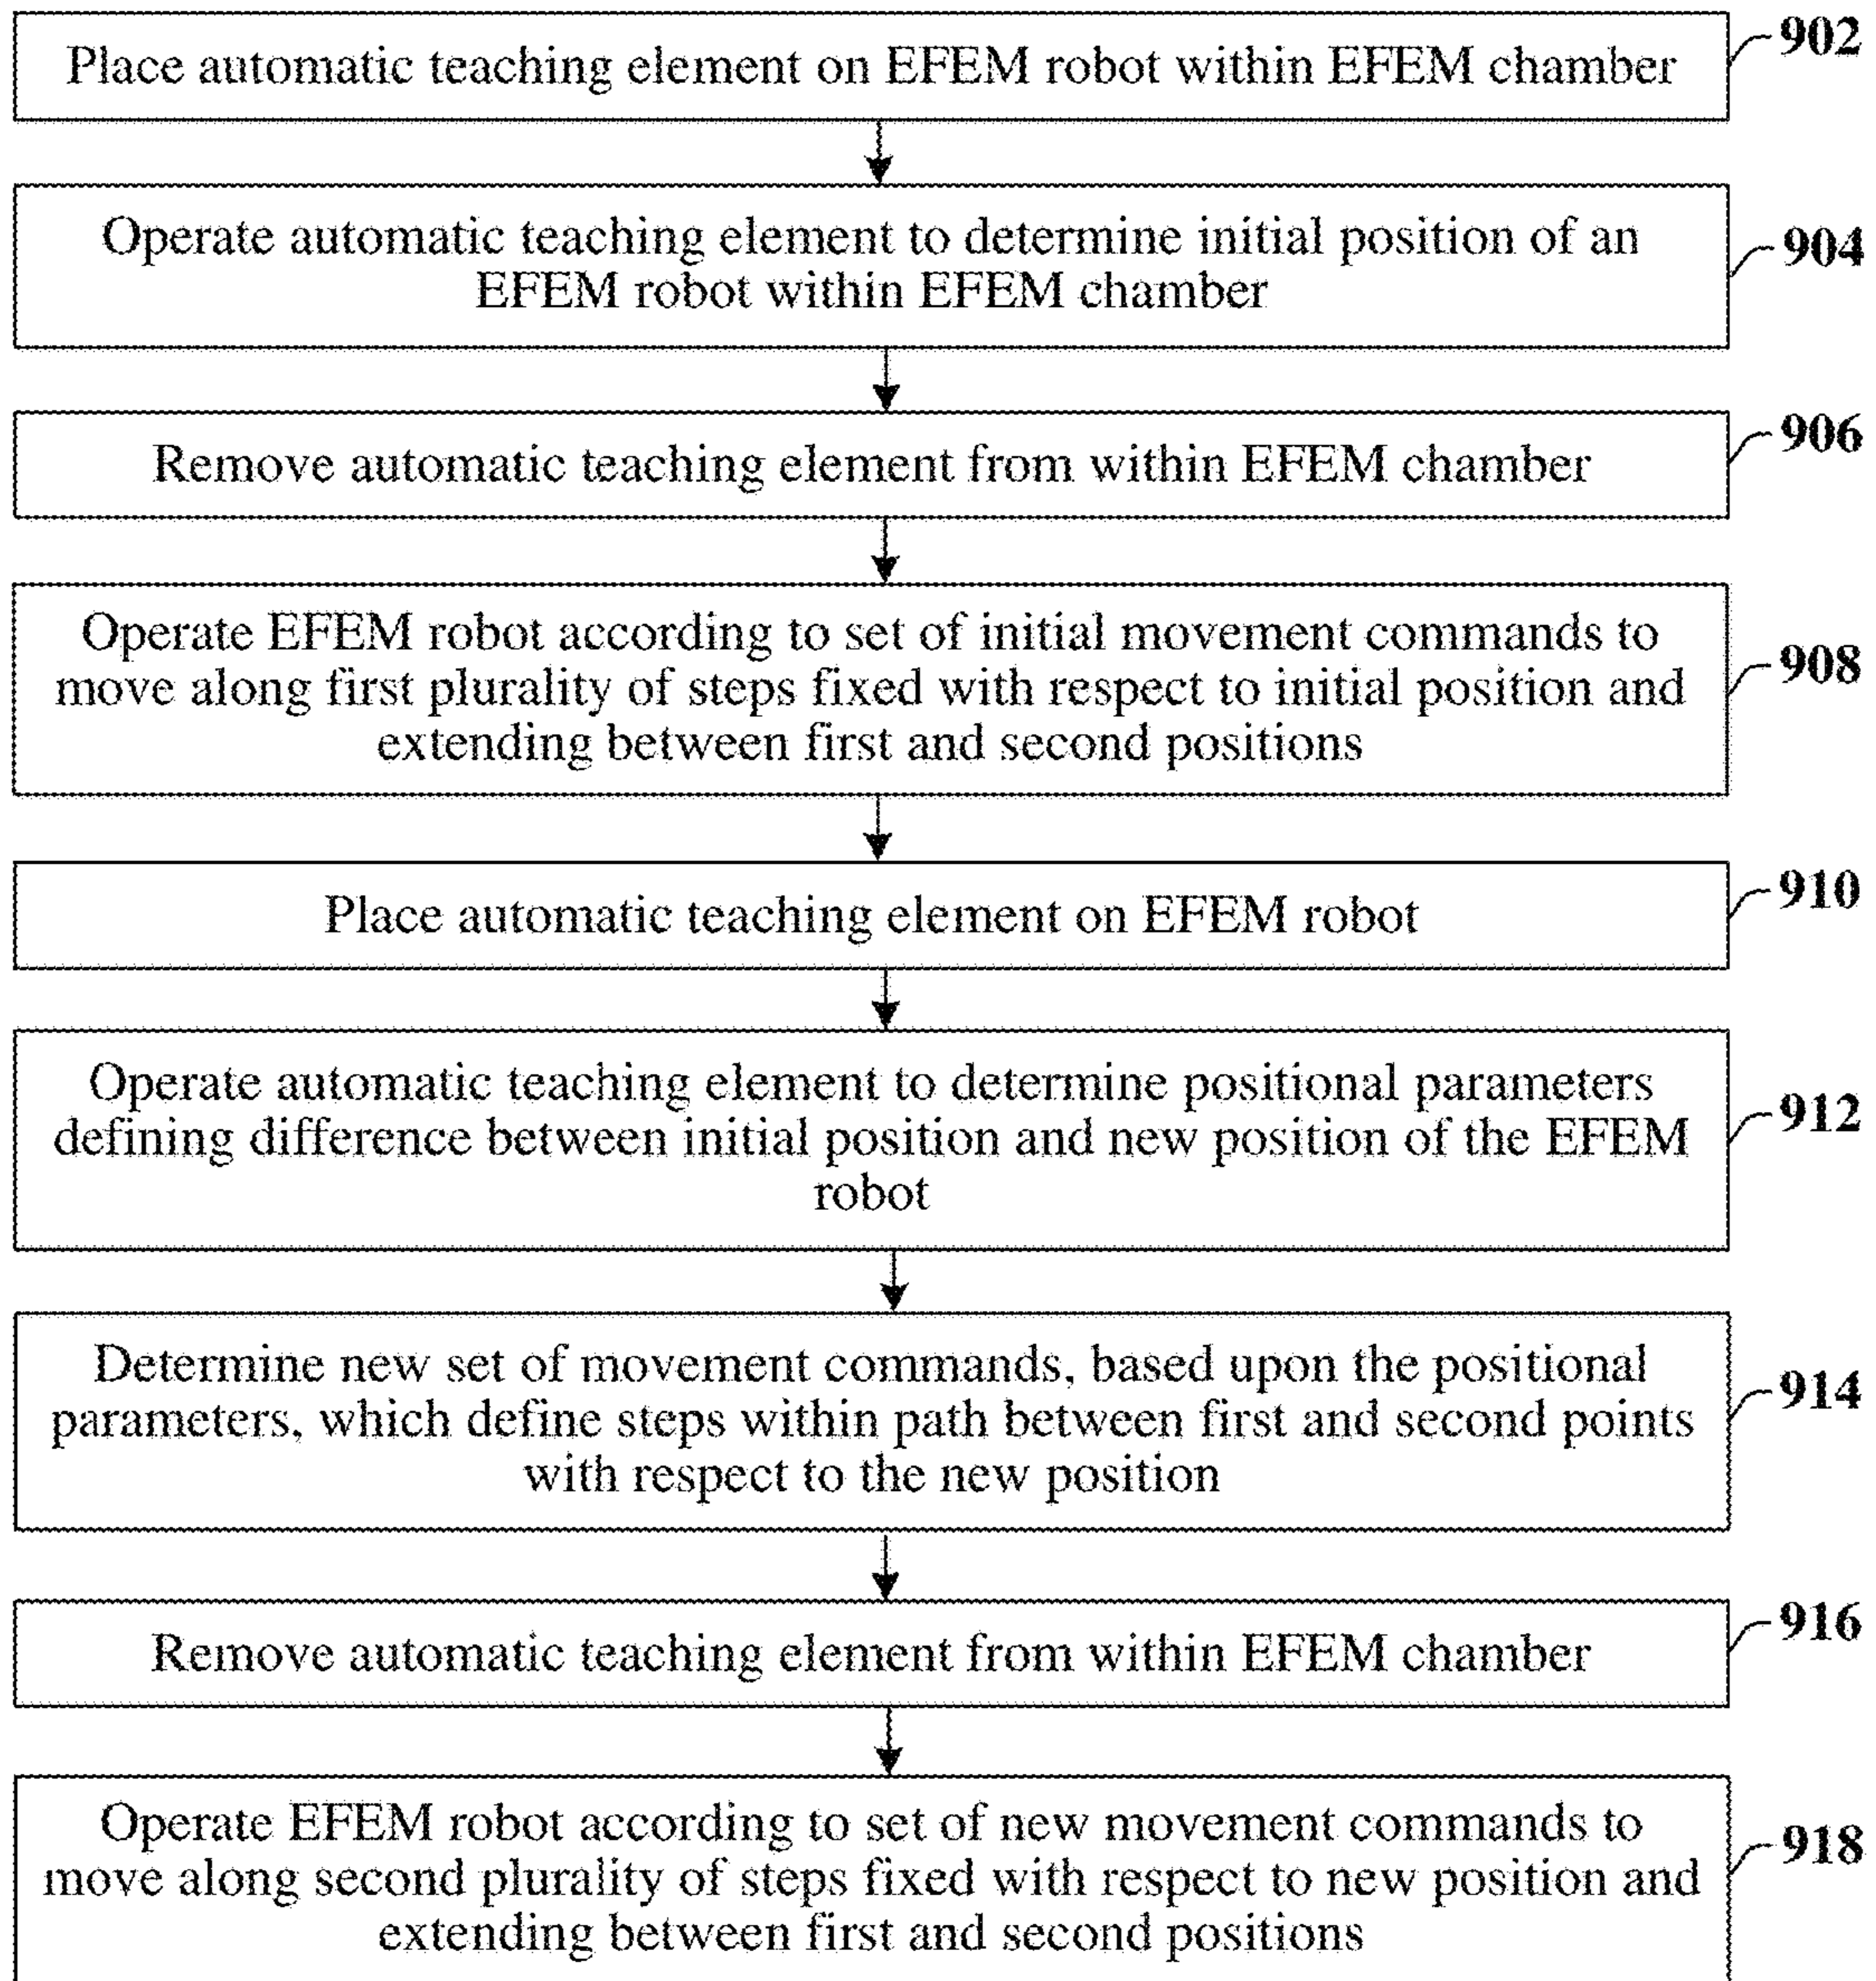 Place automatic teaching element on EFEM robot within EFEM chamber
902
Operate automatic teaching element to determine initial position of an
EFEM robot within EFEM chamber
904
Remove automatic teaching element from within EFEM chamber
906
Operate EFEM robot according to set of initial movement commands to
move along first plurality of steps fixed with respect to initial position and
extending between first and second positions
908
Place automatic teaching element on EFEM robot
910
Operate automatic teaching element to determine positional parameters
defining difference between initial position and new position of the EFEM
robot
912
Determine new set of movement commands, based upon the positional
parameters, which define steps within path between first and second points
with respect to the new position
914
Remove automatic teaching element from within EFEM chamber
916
Operate EFEM robot according to set of new movement commands to
move along second plurality of steps fixed with respect to new position and
extending between first and second positions
918